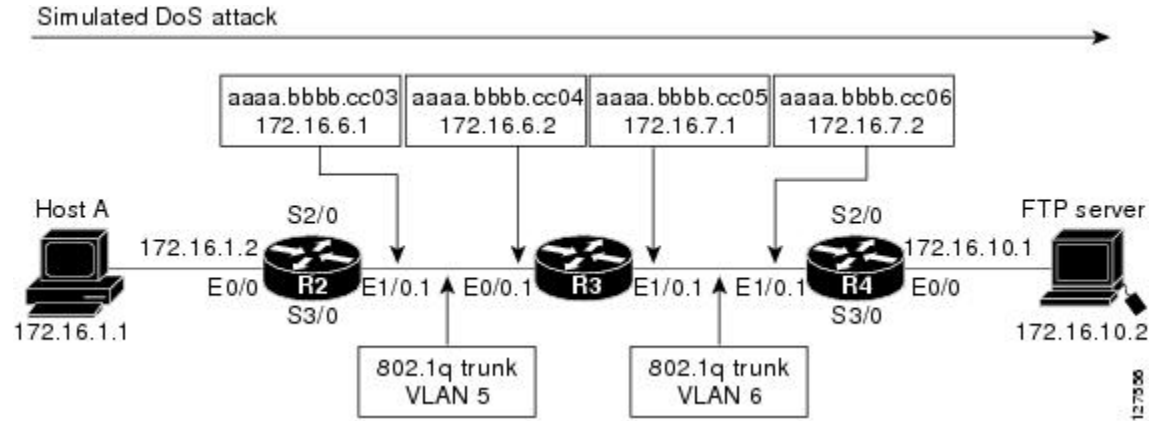 Simulated DoS attack
aaaa.bbbb.cc03
172.16.6.1
aaaa.bbbb.cc04
172.16.6.2
aaaa.bbbb.cc05
172.16.7.1
aaaa.bbbb.cc06
172.16.7.2
Host A
S2/0
S2/0
FTP server
172.16.1.2
172.16.10.1
E0/0
R2
E1/0.1
E0/0.1
R3
E1/0.1
E1/0.1
R4
E0/0
172.16.1.1
S3/0
S3/0
172.16.10.2
802.1q trunk
VLAN 5
802.1q trunk
VLAN 6
127556